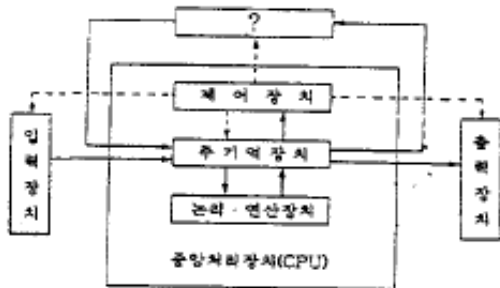 ?
제 어 장 치
입 력 장 치
주 기 억 장 치
출 력 장 치
논리 · 연산장치
중앙처리장치(CPU)